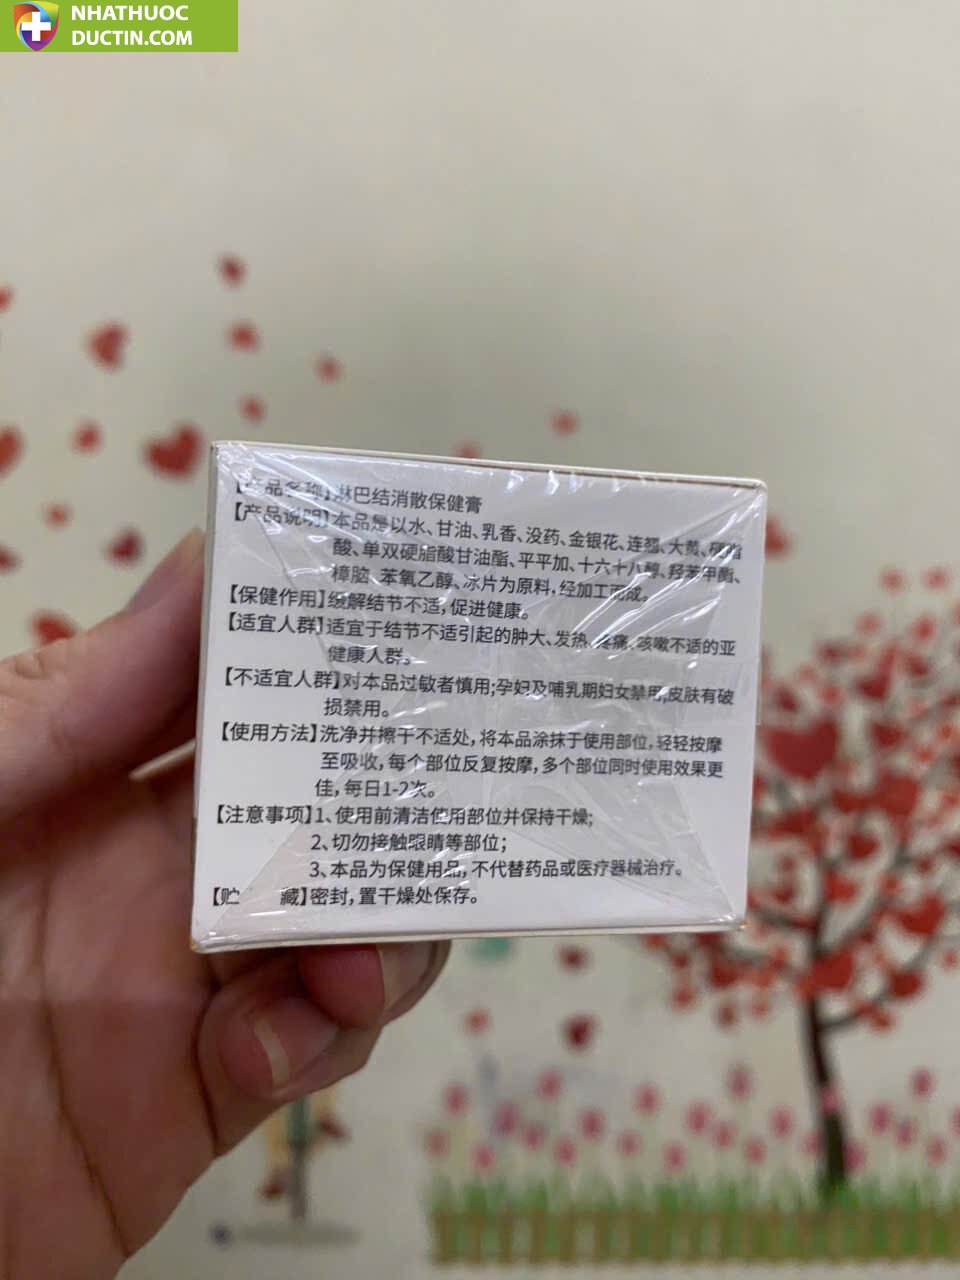 NHATHUOC
DUCTIN.COM
【产品名称】淋巴结消散保健膏
【产品说明】本品是以水、甘油、乳香、没药、金银花、连翘、大黄、硬脂
酸、单双硬脂酸甘油酯、平平加、十六十八醇、羟苯甲酯、
樟脑、苯氧乙醇、冰片为原料,经加工而成。
【保健作用】缓解结节不适,促进健康。
【适宜人群】适宜于结节不适引起的肿大、发热、疼痛、咳嗽不适的亚
健康人群。
【不适宜人群】对本品过敏者慎用;孕妇及哺乳期妇女禁用,皮肤有破
损禁用。
【使用方法】洗净并擦干不适处,将本品涂抹于使用部位,轻轻按摩
至吸收,每个部位反复按摩,多个部位同时使用效果更
佳,每日1-2次。
【注意事项】1、使用前清洁使用部位并保持干燥;
2、切勿接触眼睛等部位;
3、本品为保健用品,不代替药品或医疗器械治疗。
【贮 藏】密封,置干燥处保存。